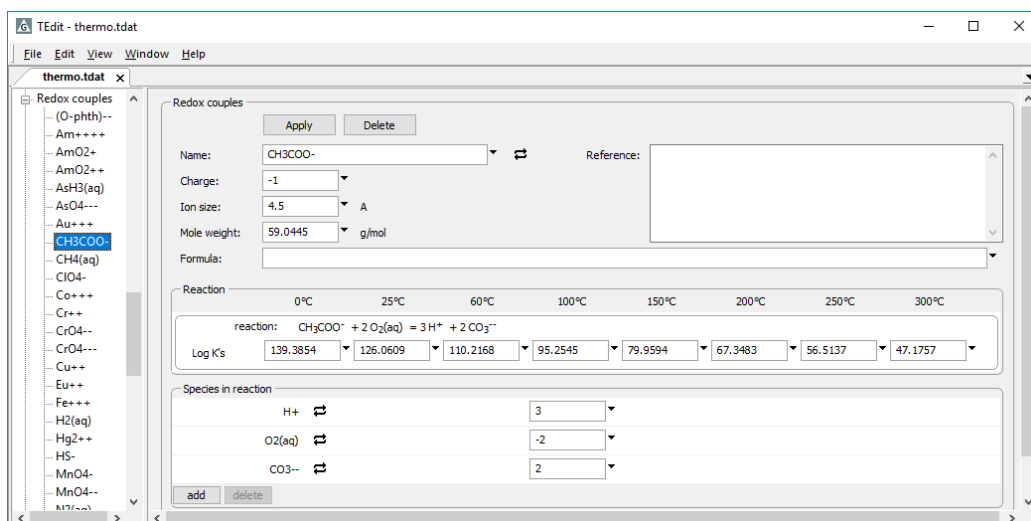 TEdit - thermo.tdat
File Edit View Window Help
thermo.tdat x
Redox couples
(O-phth)--
Am++++
AmO2+
AmO2++
AsH3(aq)
AsO4---
Au+++
CH3COO-
CH4(aq)
ClO4-
Co+++
Cr++
CrO4--
CrO4---
Cu++
Eu++
Fe+++
H2(aq)
Hg2++
HS-
MnO4-
MnO4--
N2(aq)
Redox couples
Apply Delete
Name: CH3COO- Reference:
Charge: -1
Ion size: 4.5 A
Mole weight: 59.0445 g/mol
Formula:
Reaction
0°C 25°C 60°C 100°C 150°C 200°C 250°C 300°C
reaction: CH₃COO⁻ + 2 O₂(aq) = 3 H⁺ + 2 CO₃⁻⁻
Log K's 139.3854 126.0609 110.2168 95.2545 79.9594 67.3483 56.5137 47.1757
Species in reaction
H+ 3
O2(aq) -2
CO3-- 2
add delete